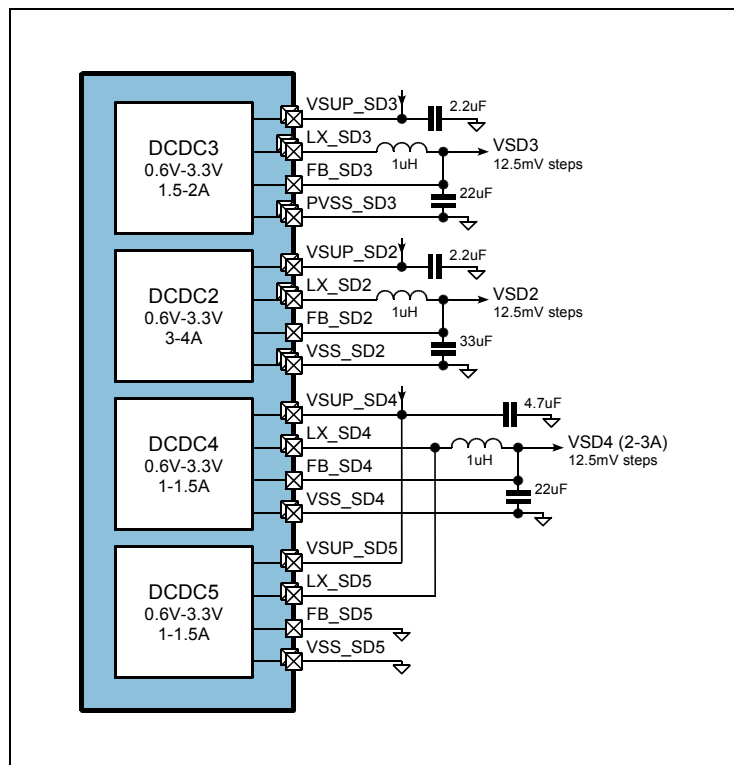 DCDC3
0.6V-3.3V
1.5-2A
VSUP_SD3
2.2uF
LX_SD3
1uH
VSD3
12.5mV steps
FB_SD3
22uF
PVSS_SD3
DCDC2
0.6V-3.3V
3-4A
VSUP_SD2
2.2uF
LX_SD2
1uH
VSD2
12.5mV steps
FB_SD2
33uF
VSS_SD2
DCDC4
0.6V-3.3V
1-1.5A
VSUP_SD4
4.7uF
LX_SD4
1uH
VSD4 (2-3A)
12.5mV steps
FB_SD4
22uF
VSS_SD4
DCDC5
0.6V-3.3V
1-1.5A
VSUP_SD5
LX_SD5
FB_SD5
VSS_SD5